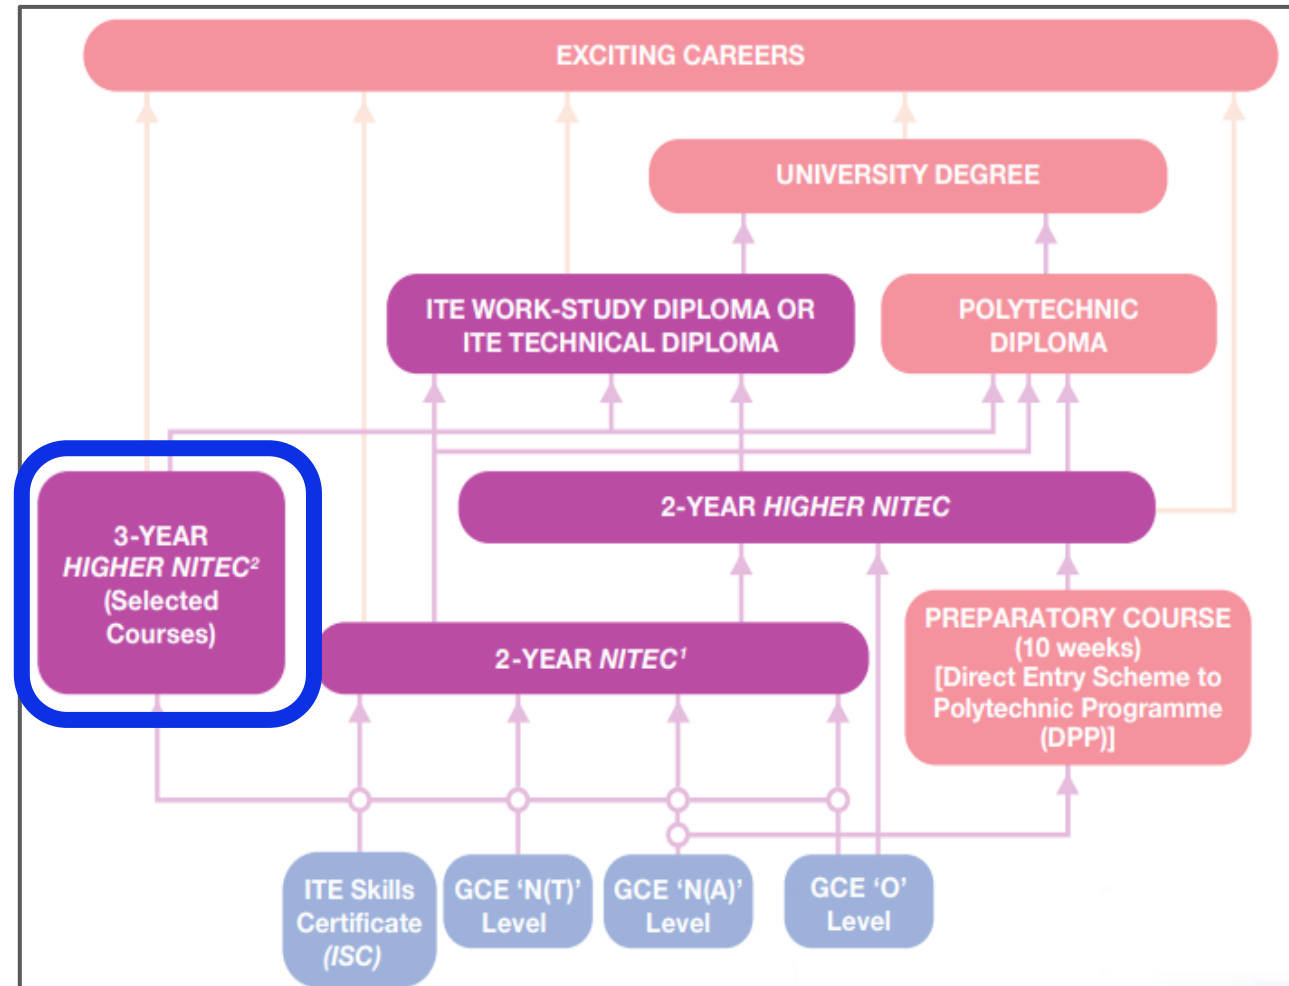 EXCITING CAREERS
UNIVERSITY DEGREE
ITE WORK-STUDY DIPLOMA OR
ITE TECHNICAL DIPLOMA
POLYTECHNIC
DIPLOMA
3-YEAR
HIGHER NITEC²
(Selected
Courses)
2-YEAR HIGHER NITEC
2-YEAR NITEC¹
PREPARATORY COURSE
(10 weeks)
[Direct Entry Scheme to
Polytechnic Programme
(DPP)]
ITE Skills
Certificate
(ISC)
GCE ‘N(T)’
Level
GCE ‘N(A)’
Level
GCE ‘O’
Level